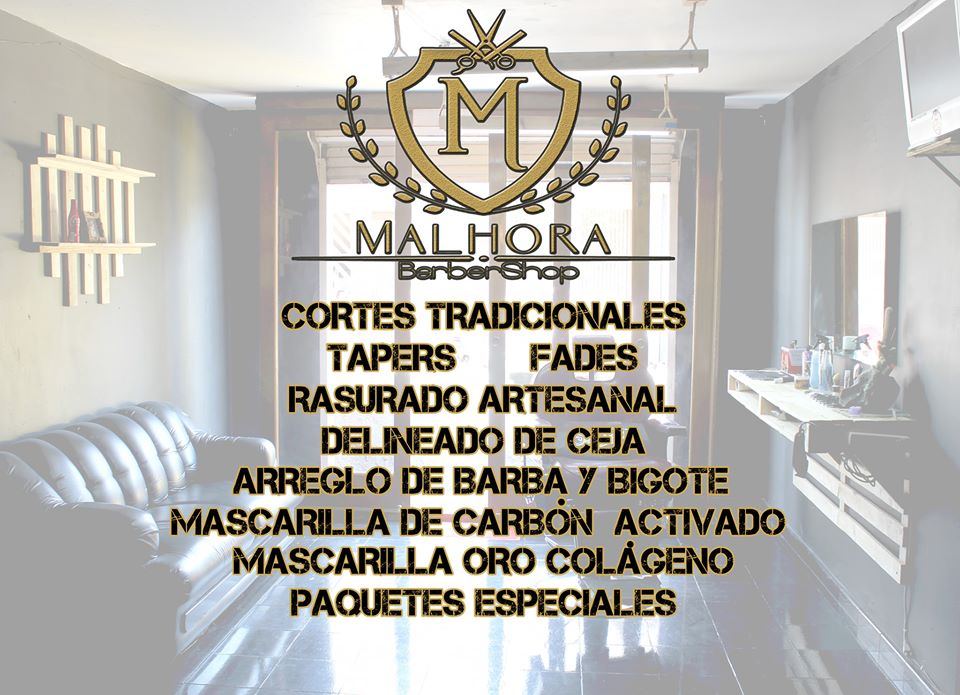 M
MALHORA
BarberShop
CORTES TRADICIONALES
TAPERS FADES
RASURADO ARTESANAL
DELINEADO DE CEJA
ARREGLO DE BARBA Y BIGOTE
MASCARILLA DE CARBÓN ACTIVADO
MASCARILLA ORO COLÁGENO
PAQUETES ESPECIALES